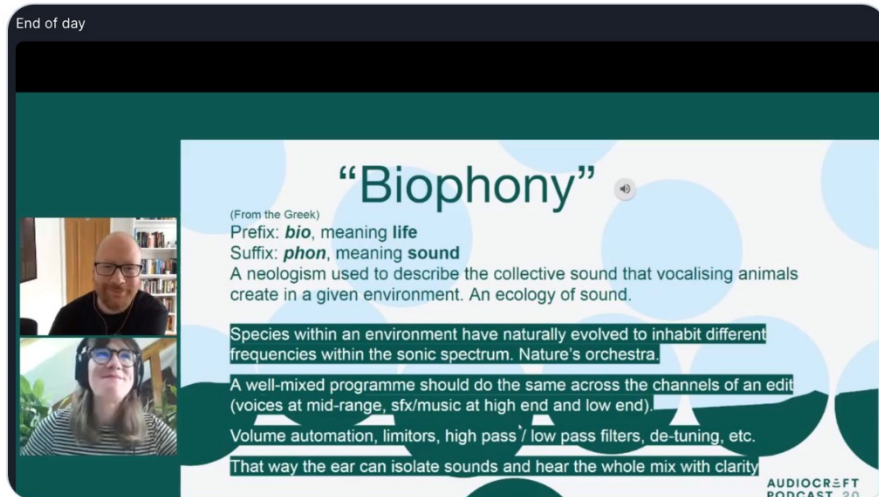 End of day
“Biophony”
(From the Greek)
Prefix: bio, meaning life
Suffix: phon, meaning sound
A neologism used to describe the collective sound that vocalising animals
create in a given environment. An ecology of sound.
Species within an environment have naturally evolved to inhabit different
frequencies within the sonic spectrum. Nature's orchestra.
A well-mixed programme should do the same across the channels of an edit
(voices at mid-range, sfx/music at high end and low end).
Volume automation, limitors, high pass / low pass filters, de-tuning, etc.
That way the ear can isolate sounds and hear the whole mix with clarity
AUDIOCRAFT
PODCAST 20